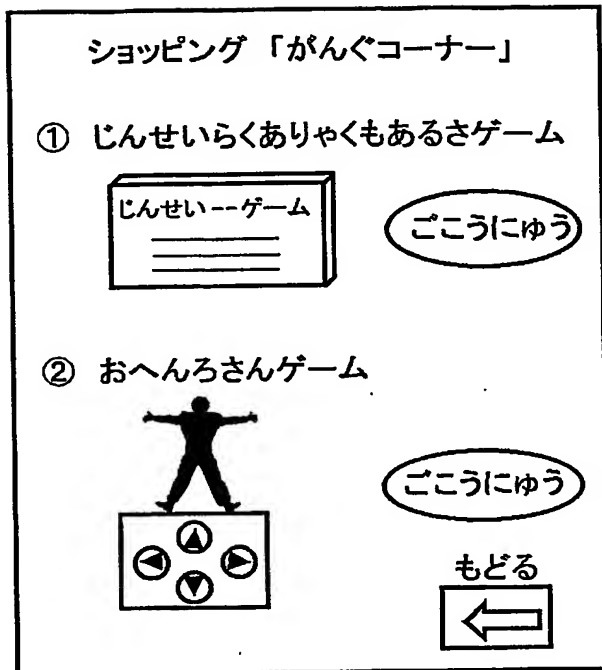 ショッピング「がんぐコーナー」
① じんせいらくありゃくもあるさゲーム
じんせい--ゲーム
ごこうにゅう
② おへんろさんゲーム
ごこうにゅう
もどる